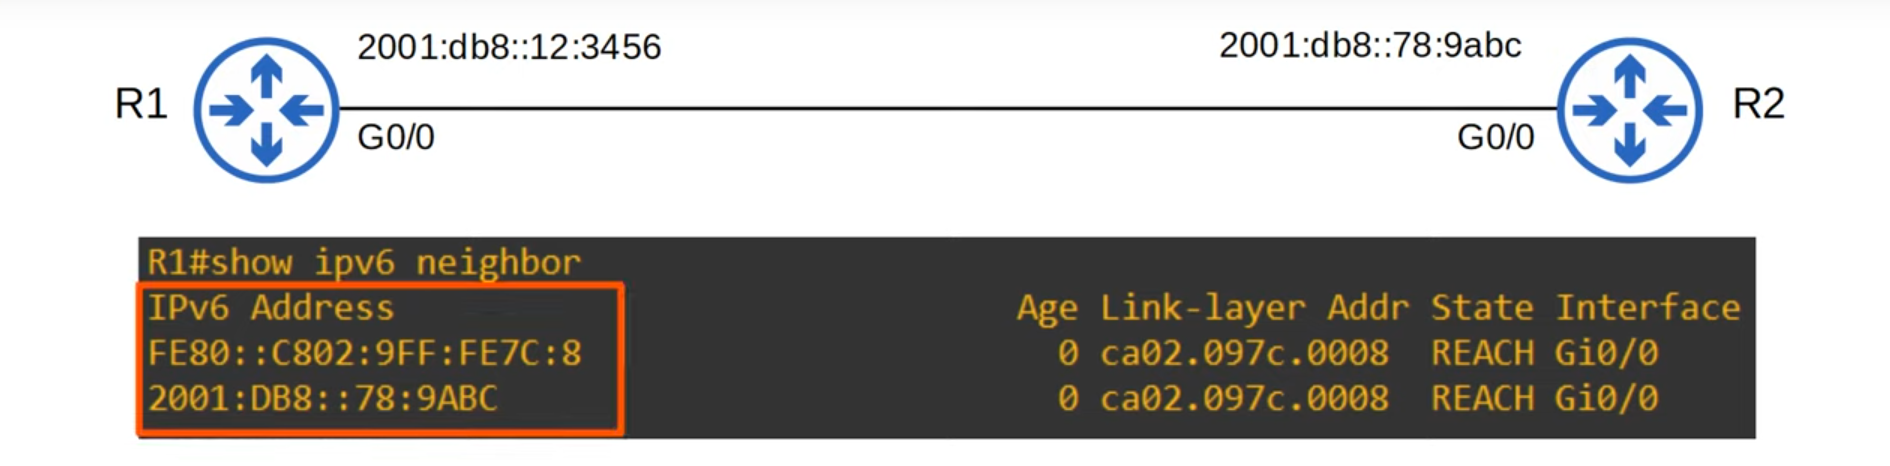 2001:db8::12:3456
2001:db8::78:9abc
R1
R2
G0/0
G0/0
R1#show ipv6 neighbor
IPv6 Address Age Link-layer Addr State Interface
FE80::C802:9FF:FE7C:8 0 ca02.097c.0008 REACH Gi0/0
2001:DB8::78:9ABC 0 ca02.097c.0008 REACH Gi0/0